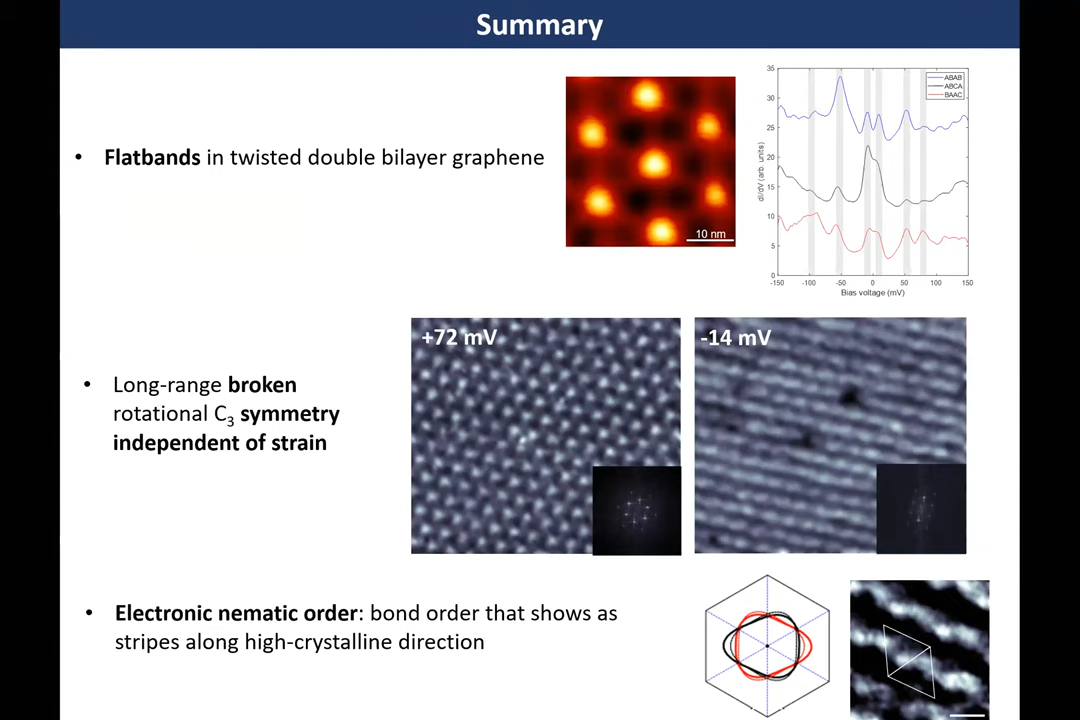 Summary
• Flatbands in twisted double bilayer graphene
10 nm
35
30
25
20
15
10
5
0
dI/dV (arb. units)
ABAB
ABCA
BAAC
-150 -100 -50 0 50 100 150
Bias voltage (mV)
• Long-range broken
rotational C3 symmetry
independent of strain
+72 mV
-14 mV
• Electronic nematic order: bond order that shows as
stripes along high-crystalline direction